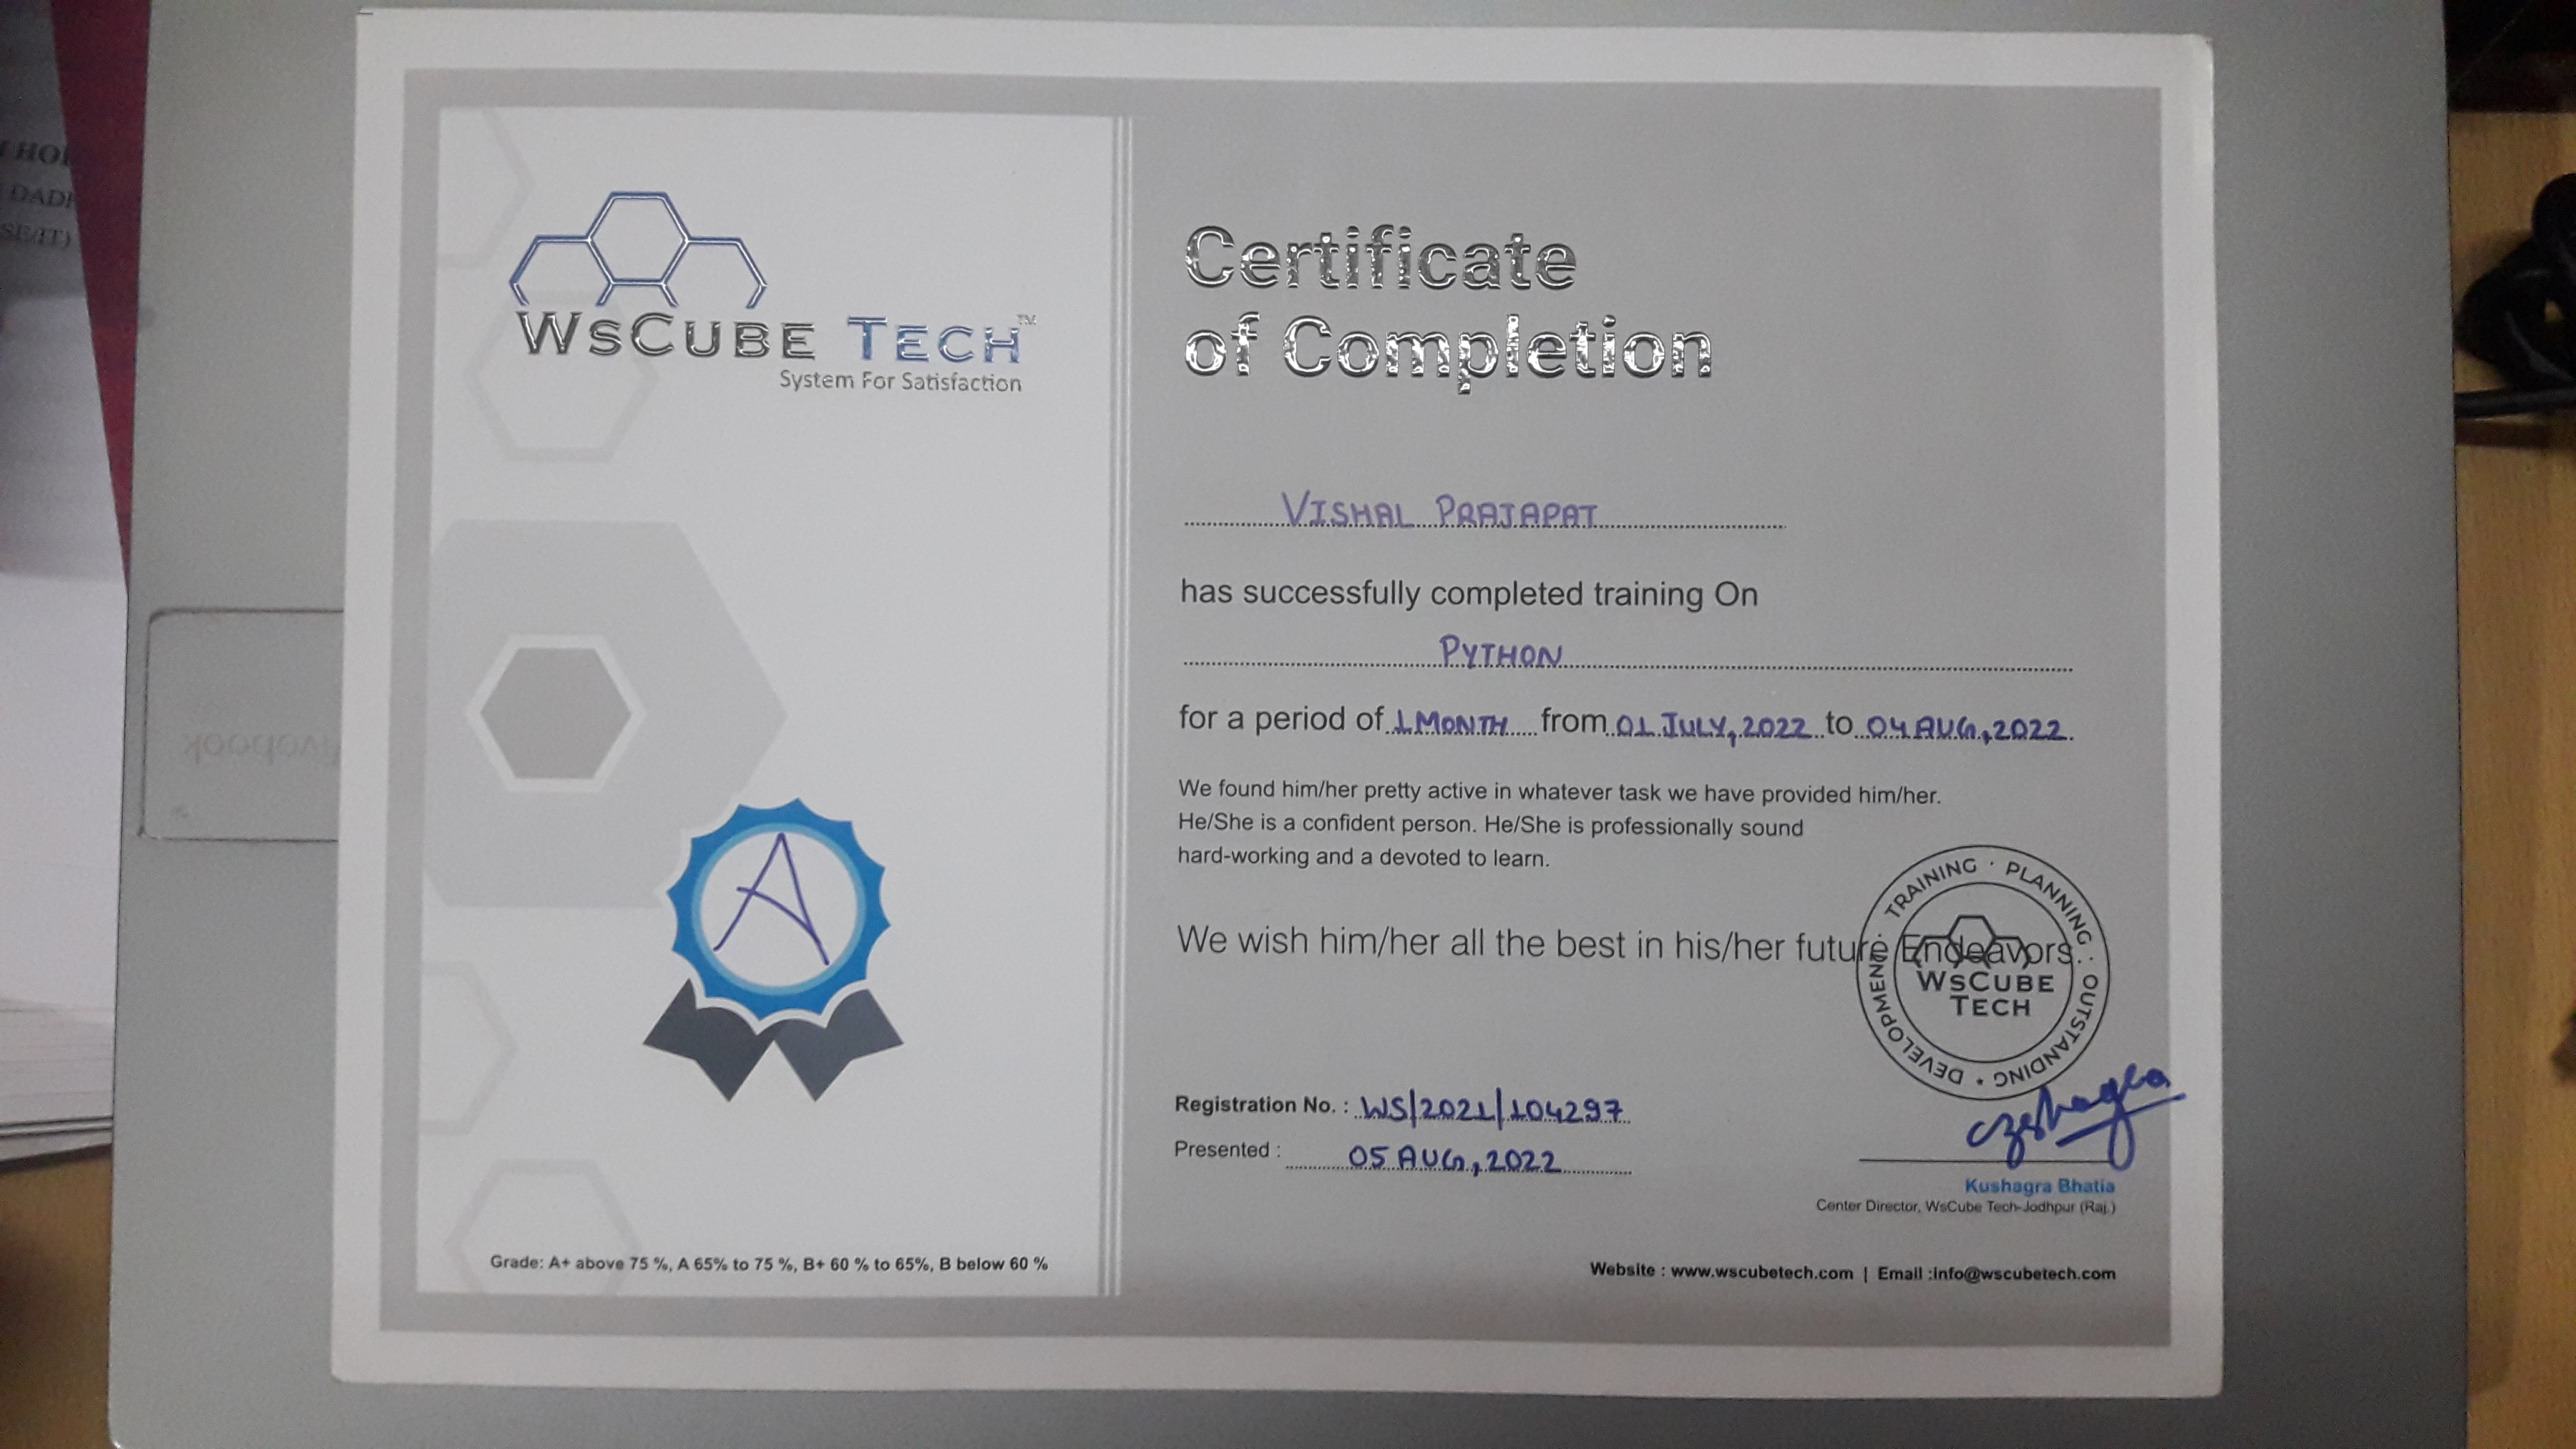 HO
DADH
SE/IT)
WSCUBE TECH™
System For Satisfaction
A
Grade: A+ above 75 %, A 65% to 75 %, B+ 60 % to 65%, B below 60 %
Certificate
of Completion
VISHAL PRAJAPAT
has successfully completed training On
PYTHON
for a period of 1 MONTH from 01 JULY, 2022 to 04 AUG, 2022.
We found him/her pretty active in whatever task we have provided him/her.
He/She is a confident person. He/She is professionally sound
hard-working and a devoted to learn.
We wish him/her all the best in his/her future Endeavors.
TRAINING · PLANNING · OUTSTANDING · DEVELOPMENT ·
WSCUBE
TECH
Registration No. : WS/2021/104297
Presented : 05 AUG, 2022
Kushagra
Kushagra Bhatia
Center Director, WsCube Tech-Jodhpur (Raj.)
Website : www.wscubetech.com | Email :info@wscubetech.com
vivobook